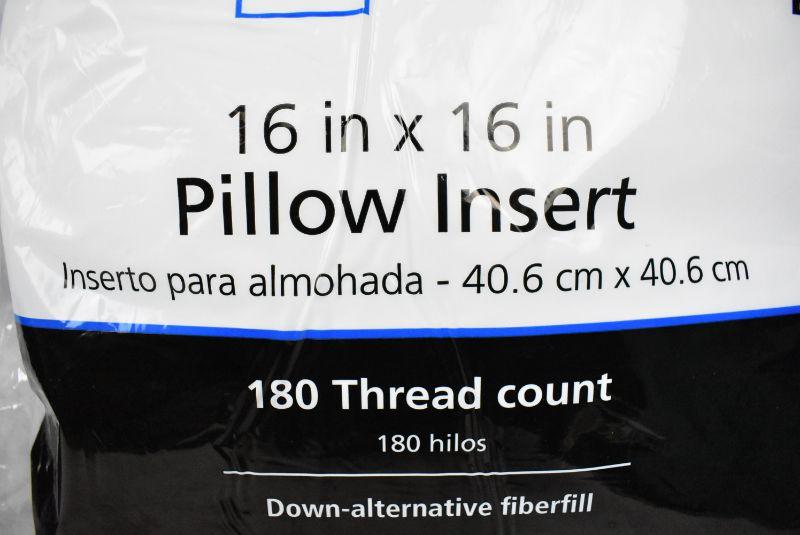 16 in x 16 in
Pillow Insert
Inserto para almohada - 40.6 cm x 40.6 cm
180 Thread count
180 hilos
Down-alternative fiberfill